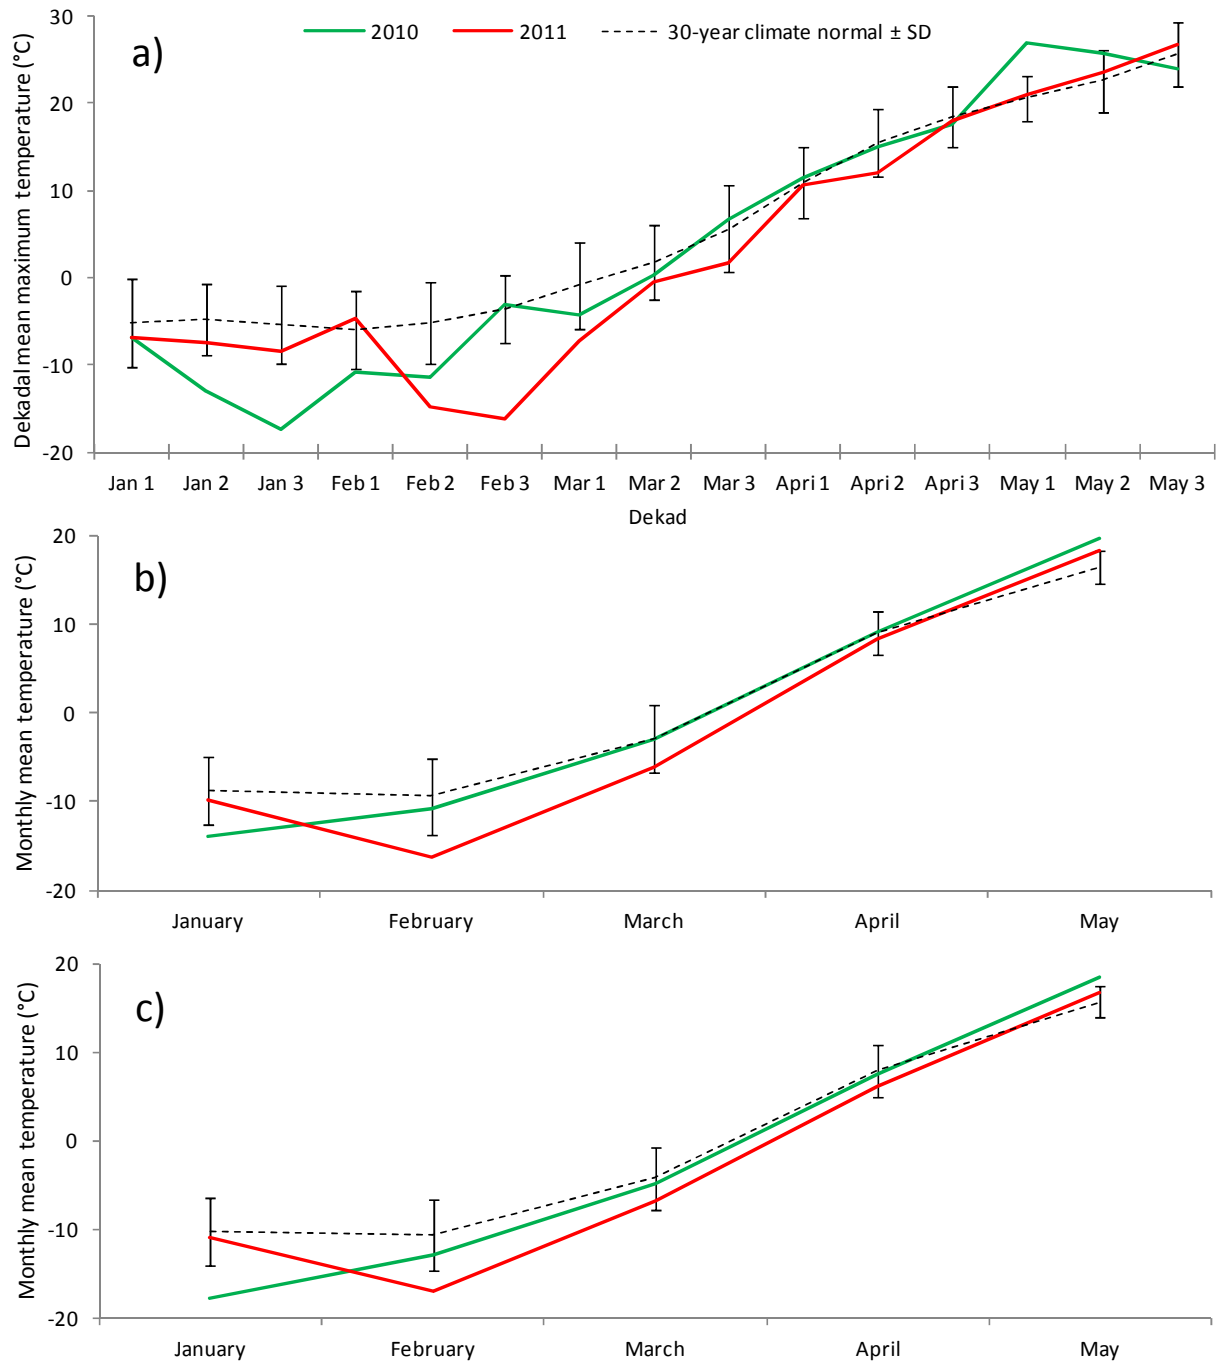 a)
2010 2011 30-year climate normal ± SD
Dekadal mean maximum temperature (°C)
30
20
10
0
-10
-20
Jan 1 Jan 2 Jan 3 Feb 1 Feb 2 Feb 3 Mar 1 Mar 2 Mar 3 Apri 1 Apri 2 Apri 3 May 1 May 2 May 3
Dekad
b)
Monthly mean temperature (°C)
20
10
0
-10
-20
January February March April May
c)
Monthly mean temperature (°C)
20
10
0
-10
-20
January February March April May